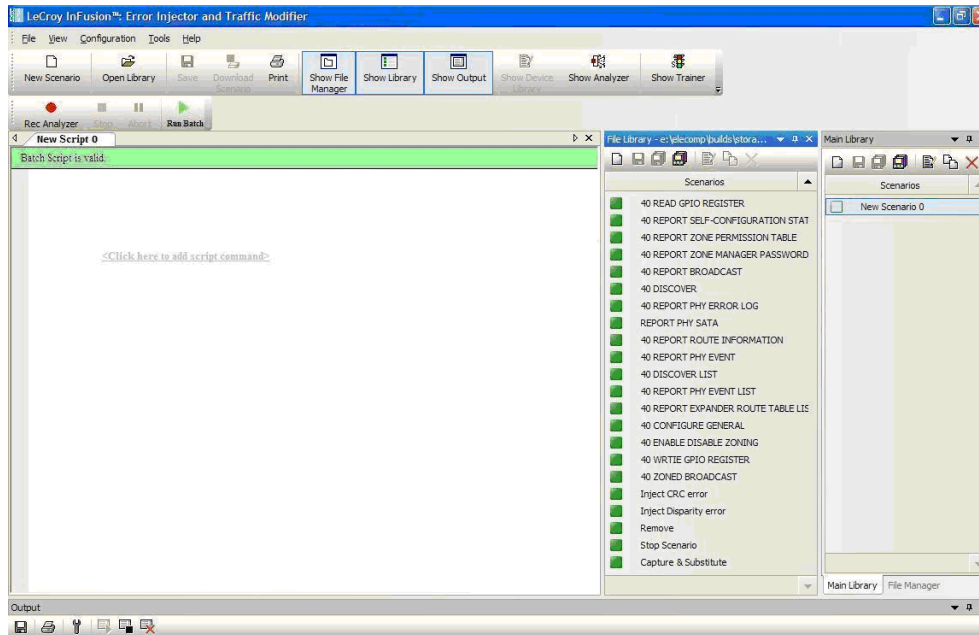 LeCroy InFusion™: Error Injector and Traffic Modifier
File View Configuration Tools Help
New Scenario Open Library Save Download Scenario Print Show File Manager Show Library Show Output Show Device Library Show Analyzer Show Trainer
Rec Analyzer Stop Abort Run Batch
New Script 0
Batch Script is valid.
<Click here to add script command>
File Library - e:\elecomp\builds\stora...
Scenarios
40 READ GPIO REGISTER
40 REPORT SELF-CONFIGURATION STAT
40 REPORT ZONE PERMISSION TABLE
40 REPORT ZONE MANAGER PASSWORD
40 REPORT BROADCAST
40 DISCOVER
40 REPORT PHY ERROR LOG
REPORT PHY SATA
40 REPORT ROUTE INFORMATION
40 REPORT PHY EVENT
40 DISCOVER LIST
40 REPORT PHY EVENT LIST
40 REPORT EXPANDER ROUTE TABLE LIS
40 CONFIGURE GENERAL
40 ENABLE DISABLE ZONING
40 WRTIE GPIO REGISTER
40 ZONED BROADCAST
Inject CRC error
Inject Disparity error
Remove
Stop Scenario
Capture & Substitute
Main Library
Scenarios
New Scenario 0
Main Library File Manager
Output